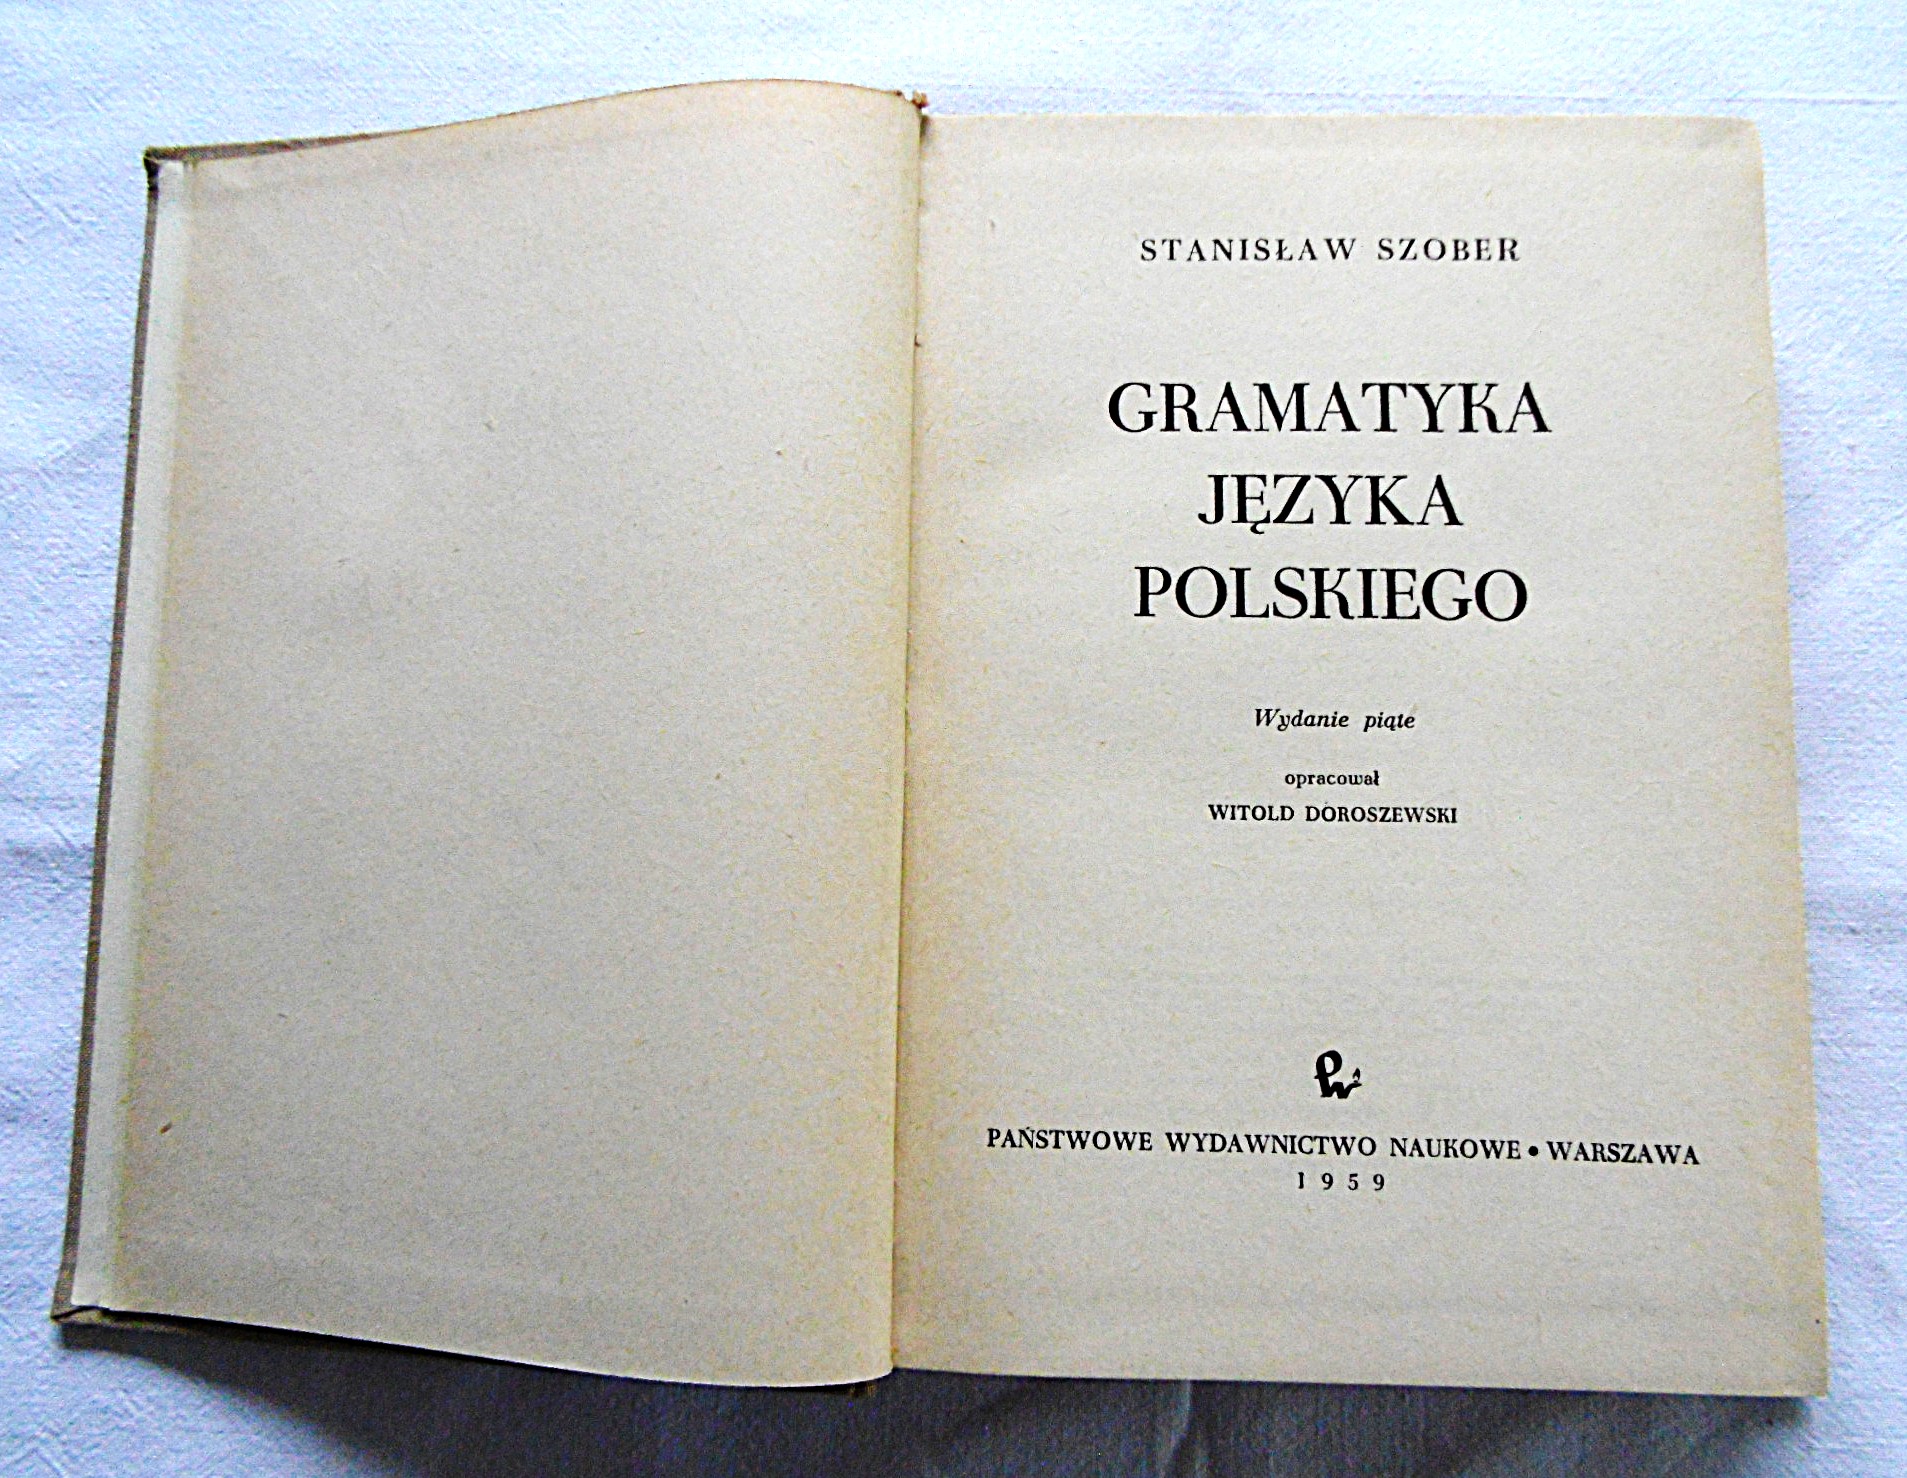 STANISŁAW SZOBER
GRAMATYKA
JĘZYKA
POLSKIEGO
Wydanie piąte
opracował
WITOLD DOROSZEWSKI
PAŃSTWOWE WYDAWNICTWO NAUKOWE • WARSZAWA
1959